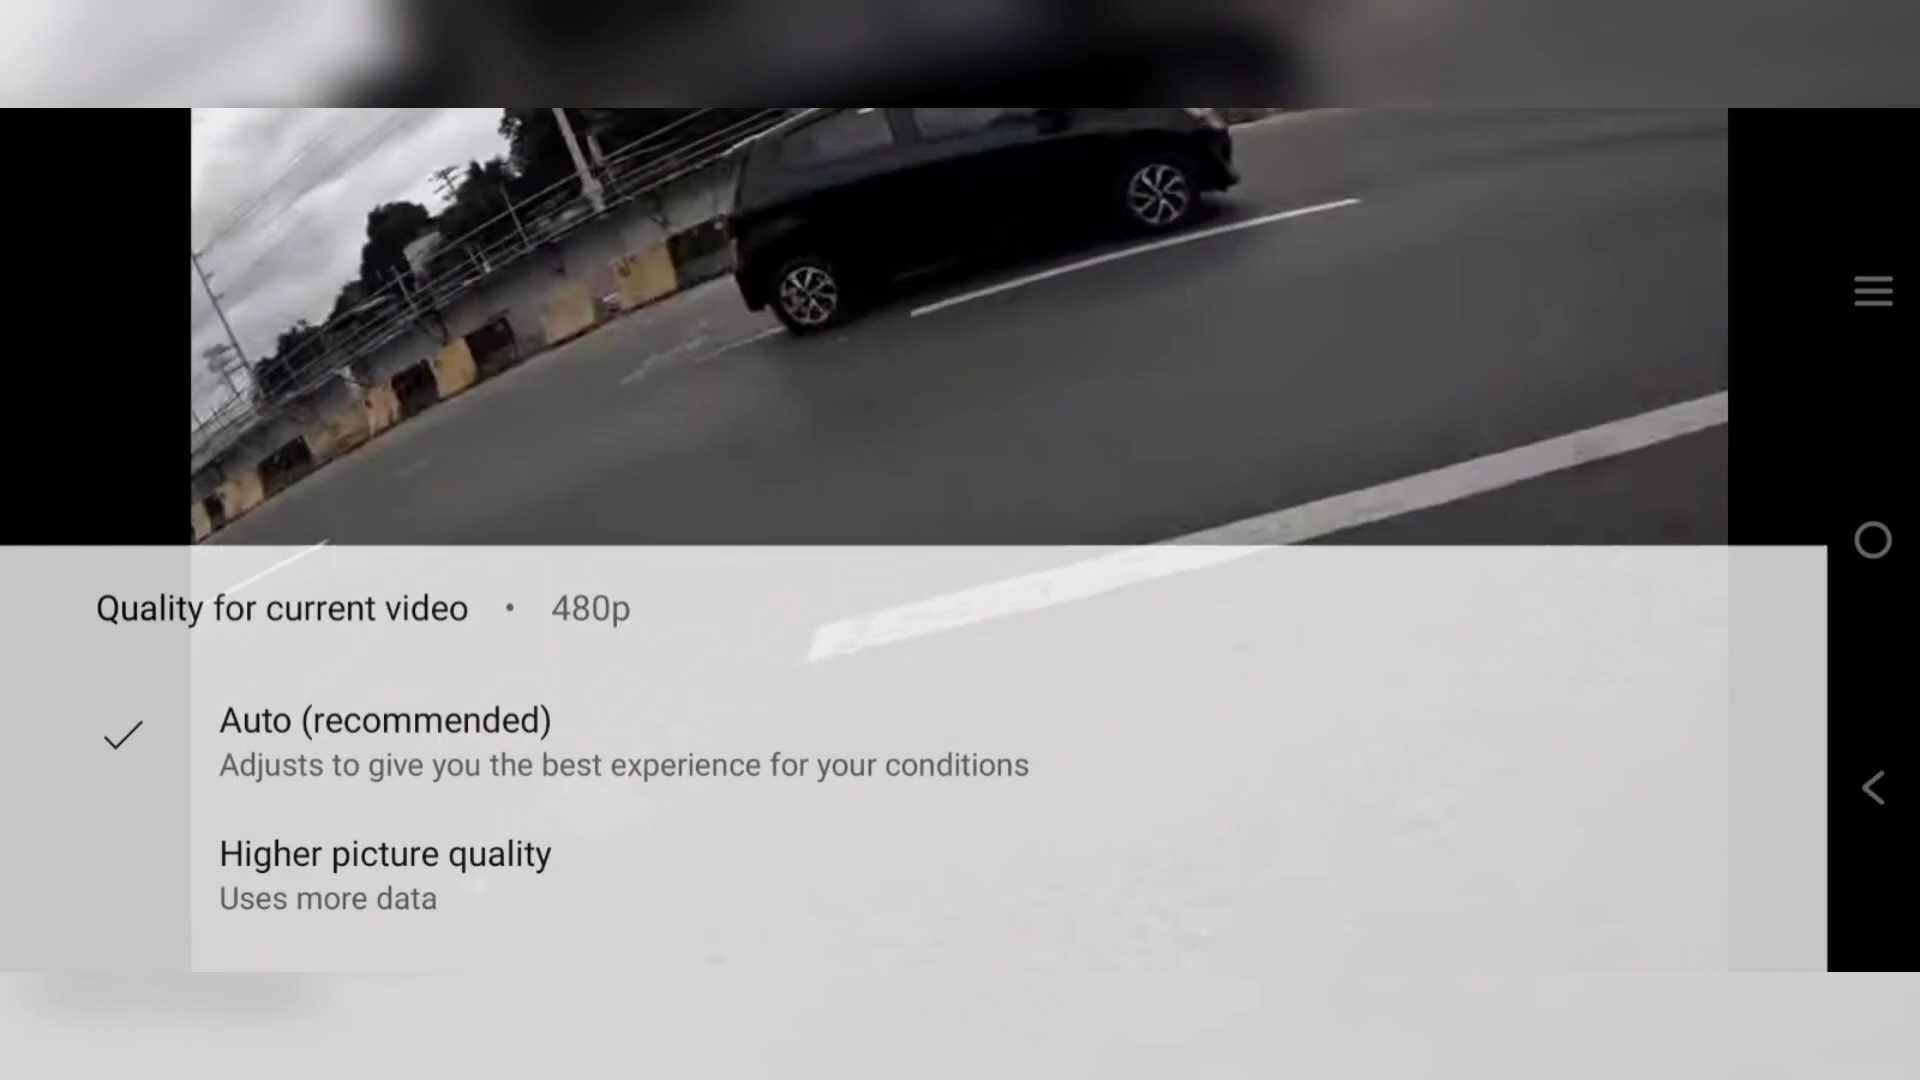 Quality for current video • 480p
Auto (recommended)
Adjusts to give you the best experience for your conditions
Higher picture quality
Uses more data